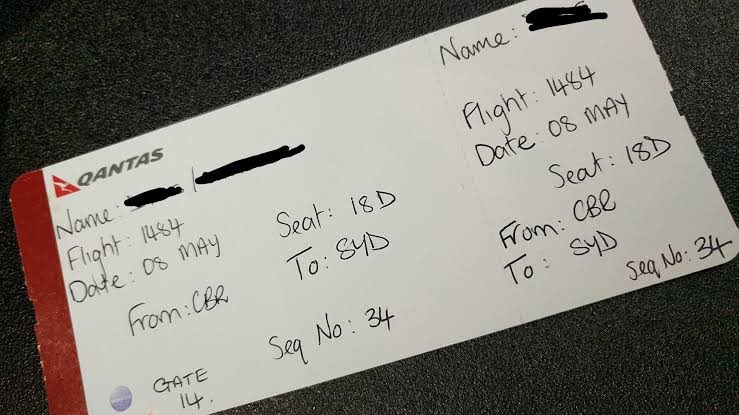 QANTAS
Name:
Flight: 1484
Date: 08 MAY
From: CBR
Seat: 18D
To: SYD
Seq No: 34
GATE
14.
Name:
Flight: 1484
Date: 08 MAY
Seat: 18D
From: CBR
To: SYD
Seq No: 34